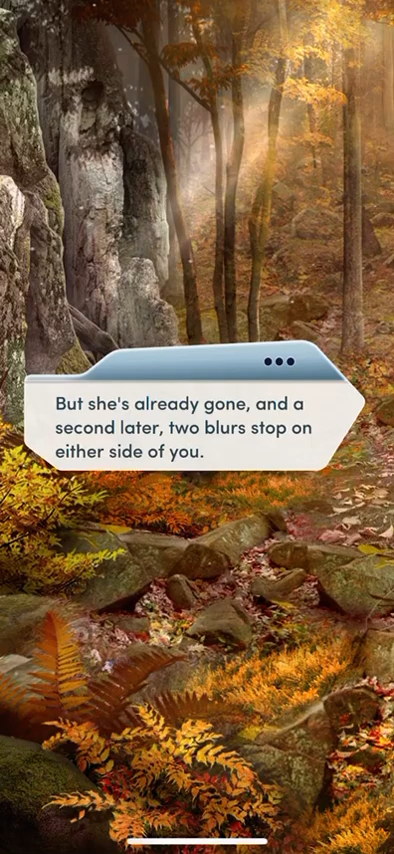 But she's already gone, and a
second later, two blurs stop on
either side of you.